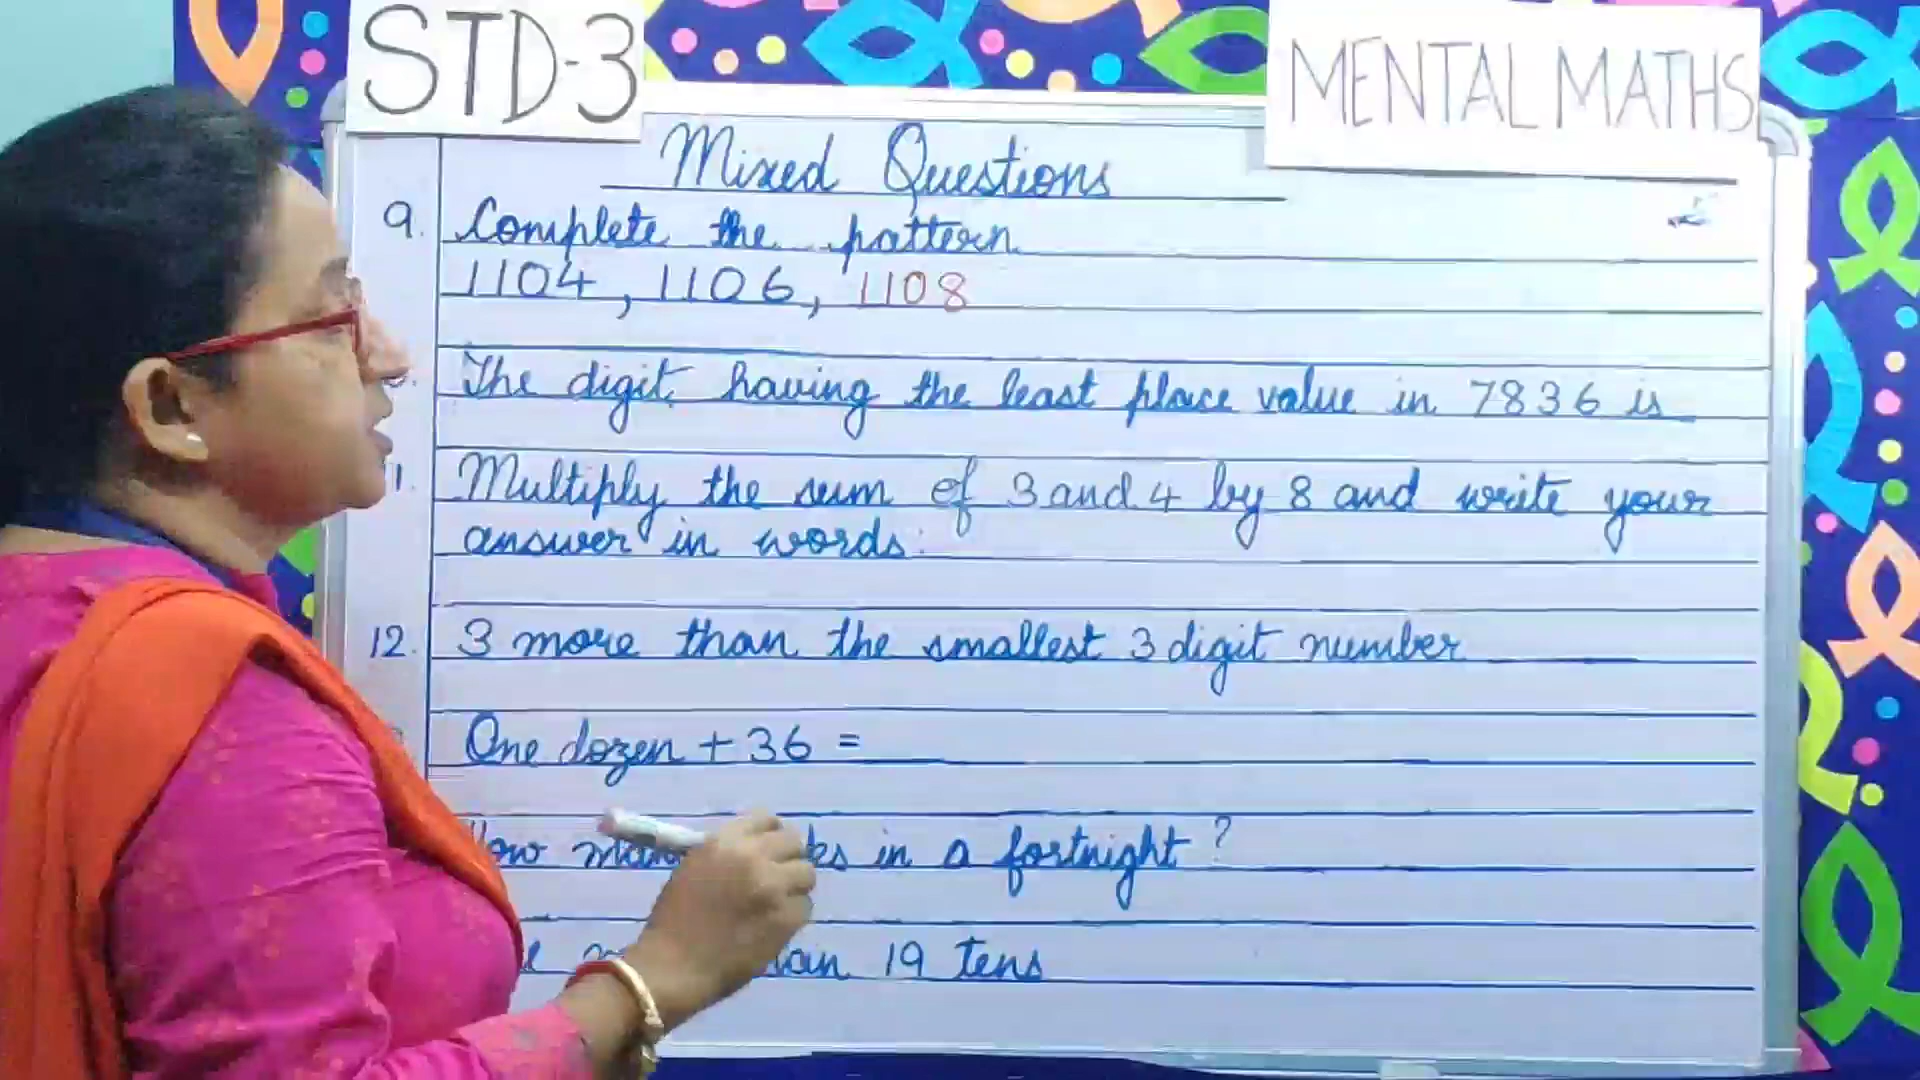 STD-3
MENTAL MATHS
Mixed Questions
9. Complete the pattern
1104, 1106, 1108
The digit having the least place value in 7836 is
Multiply the sum of 3 and 4 by 8 and write your
answer in words.
12. 3 more than the smallest 3 digit number
One dozen + 36 =
in a fortnight?
19 tens